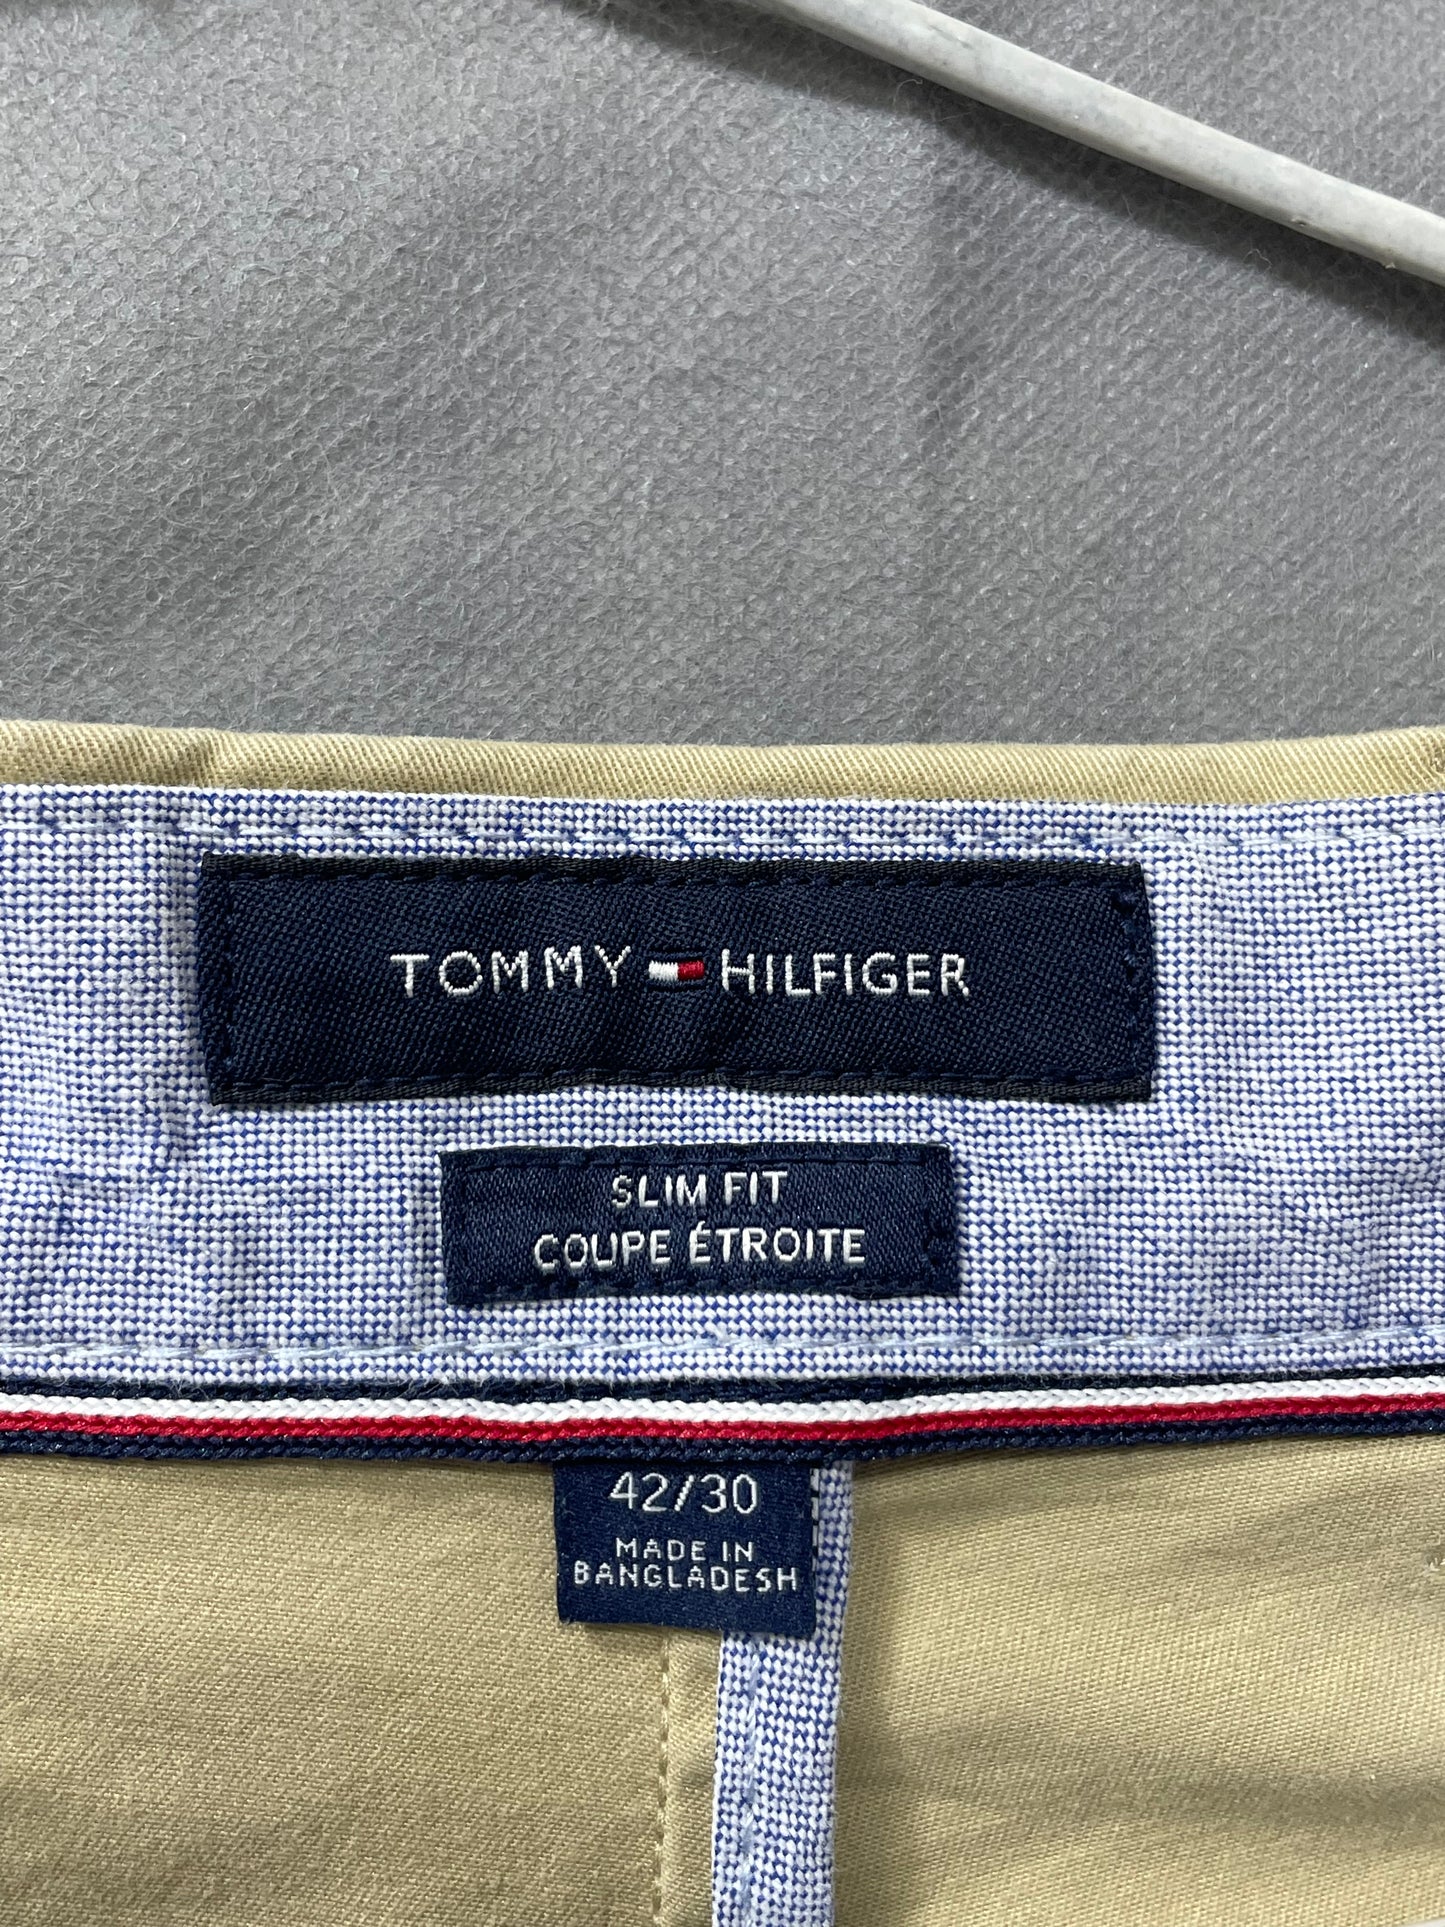 TOMMY HILFIGER
SLIM FIT
COUPE ÉTROITE
42/30
MADE IN
BANGLADESH